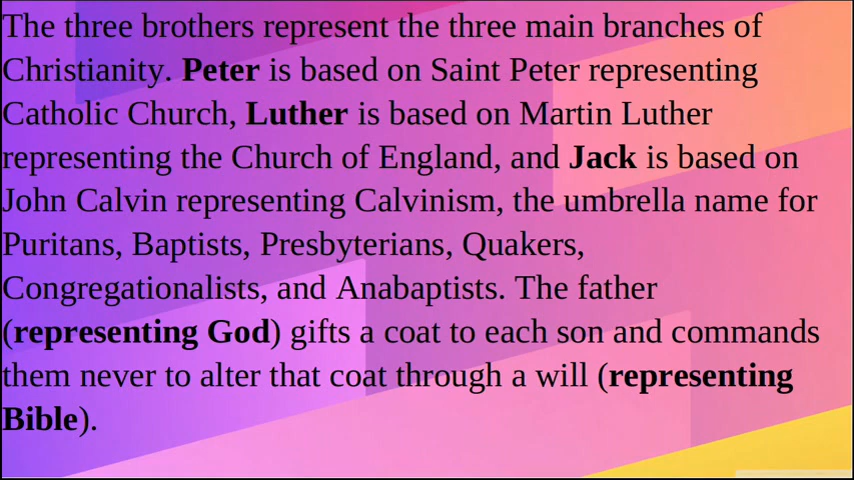 The three brothers represent the three main branches of
Christianity. Peter is based on Saint Peter representing
Catholic Church, Luther is based on Martin Luther
representing the Church of England, and Jack is based on
John Calvin representing Calvinism, the umbrella name for
Puritans, Baptists, Presbyterians, Quakers,
Congregationalists, and Anabaptists. The father
(representing God) gifts a coat to each son and commands
them never to alter that coat through a will (representing
Bible).